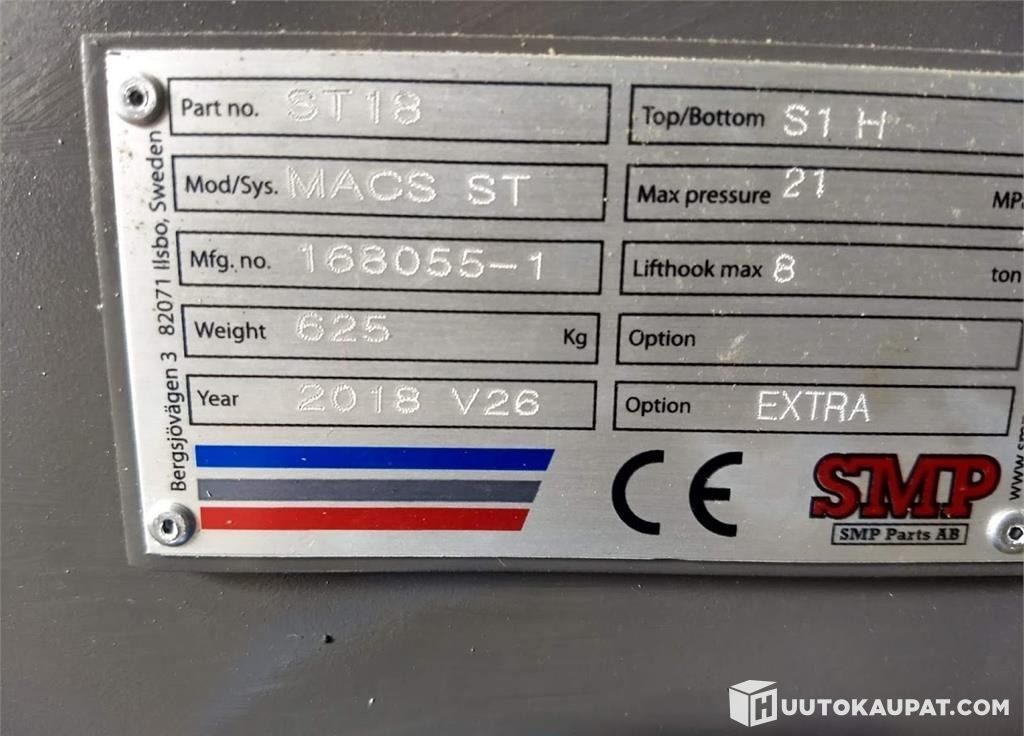 Part no. ST18
Mod/Sys. MACS ST
Mfg. no. 168055-1
Weight 625 Kg
Year 2018 V26
Top/Bottom S1 H
Max pressure 21 MPa
Lifthook max 8 ton
Option
Option EXTRA
Bergsjövägen 3 82071 Ilsbo, Sweden
CE
SMP
SMP Parts AB
www.smp
HUUTOKAUPAT.COM